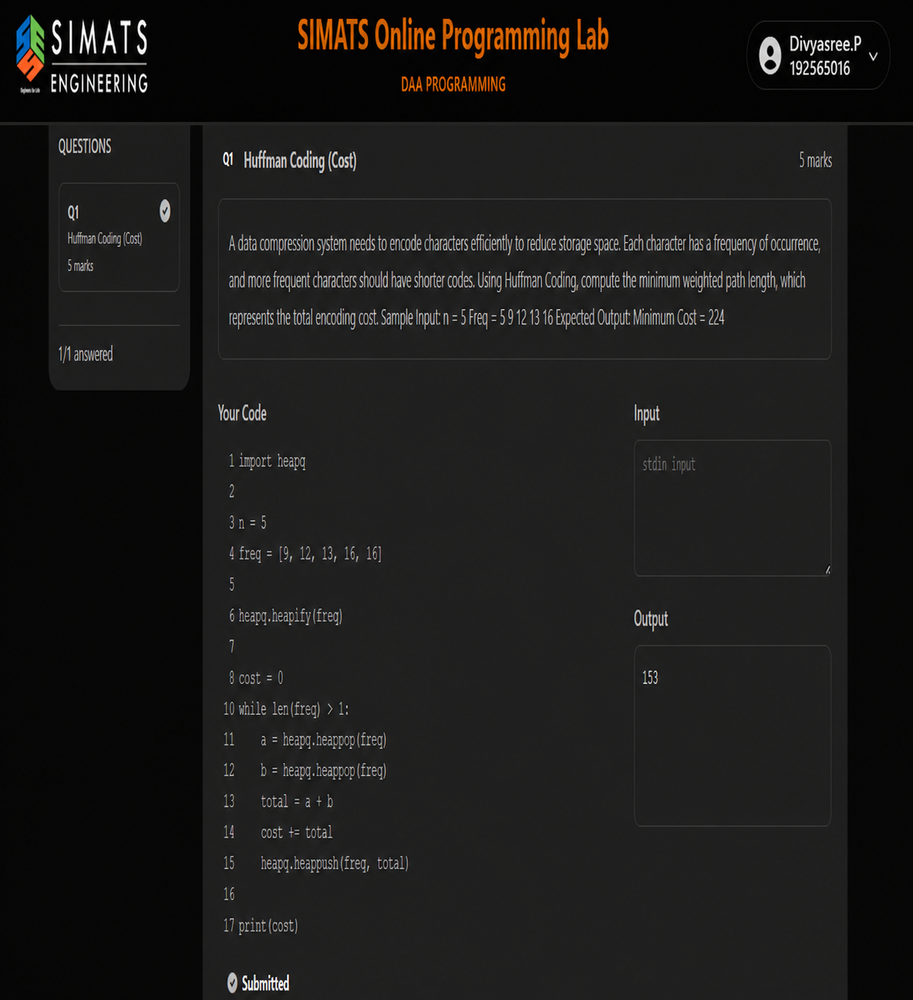 SIMATS
ENGINEERING
Engineers for Life
SIMATS Online Programming Lab
DAA PROGRAMMING
Divyasree.P
192565016
QUESTIONS
Q1
Huffman Coding (Cost)
5 marks
1/1 answered
Q1 Huffman Coding (Cost)
5 marks
A data compression system needs to encode characters efficiently to reduce storage space. Each character has a frequency of occurrence,
and more frequent characters should have shorter codes. Using Huffman Coding, compute the minimum weighted path length, which
represents the total encoding cost. Sample Input: n = 5 Freq = 5 9 12 13 16 Expected Output: Minimum Cost = 224
Your Code
1 import heapq
2
3 n = 5
4 freq = [9, 12, 13, 16, 16]
5
6 heapq.heapify(freq)
7
8 cost = 0
10 while len(freq) > 1:
11     a = heapq.heappop(freq)
12     b = heapq.heappop(freq)
13     total = a + b
14     cost += total
15     heapq.heappush(freq, total)
16
17 print(cost)
Submitted
Input
stdin input
Output
153